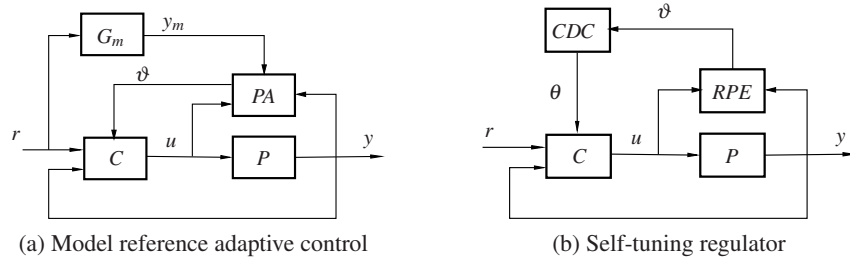 G_m
y_m
ϑ
PA
r
C
u
P
y
(a) Model reference adaptive control
ϑ
CDC
θ
RPE
r
C
u
P
y
(b) Self-tuning regulator